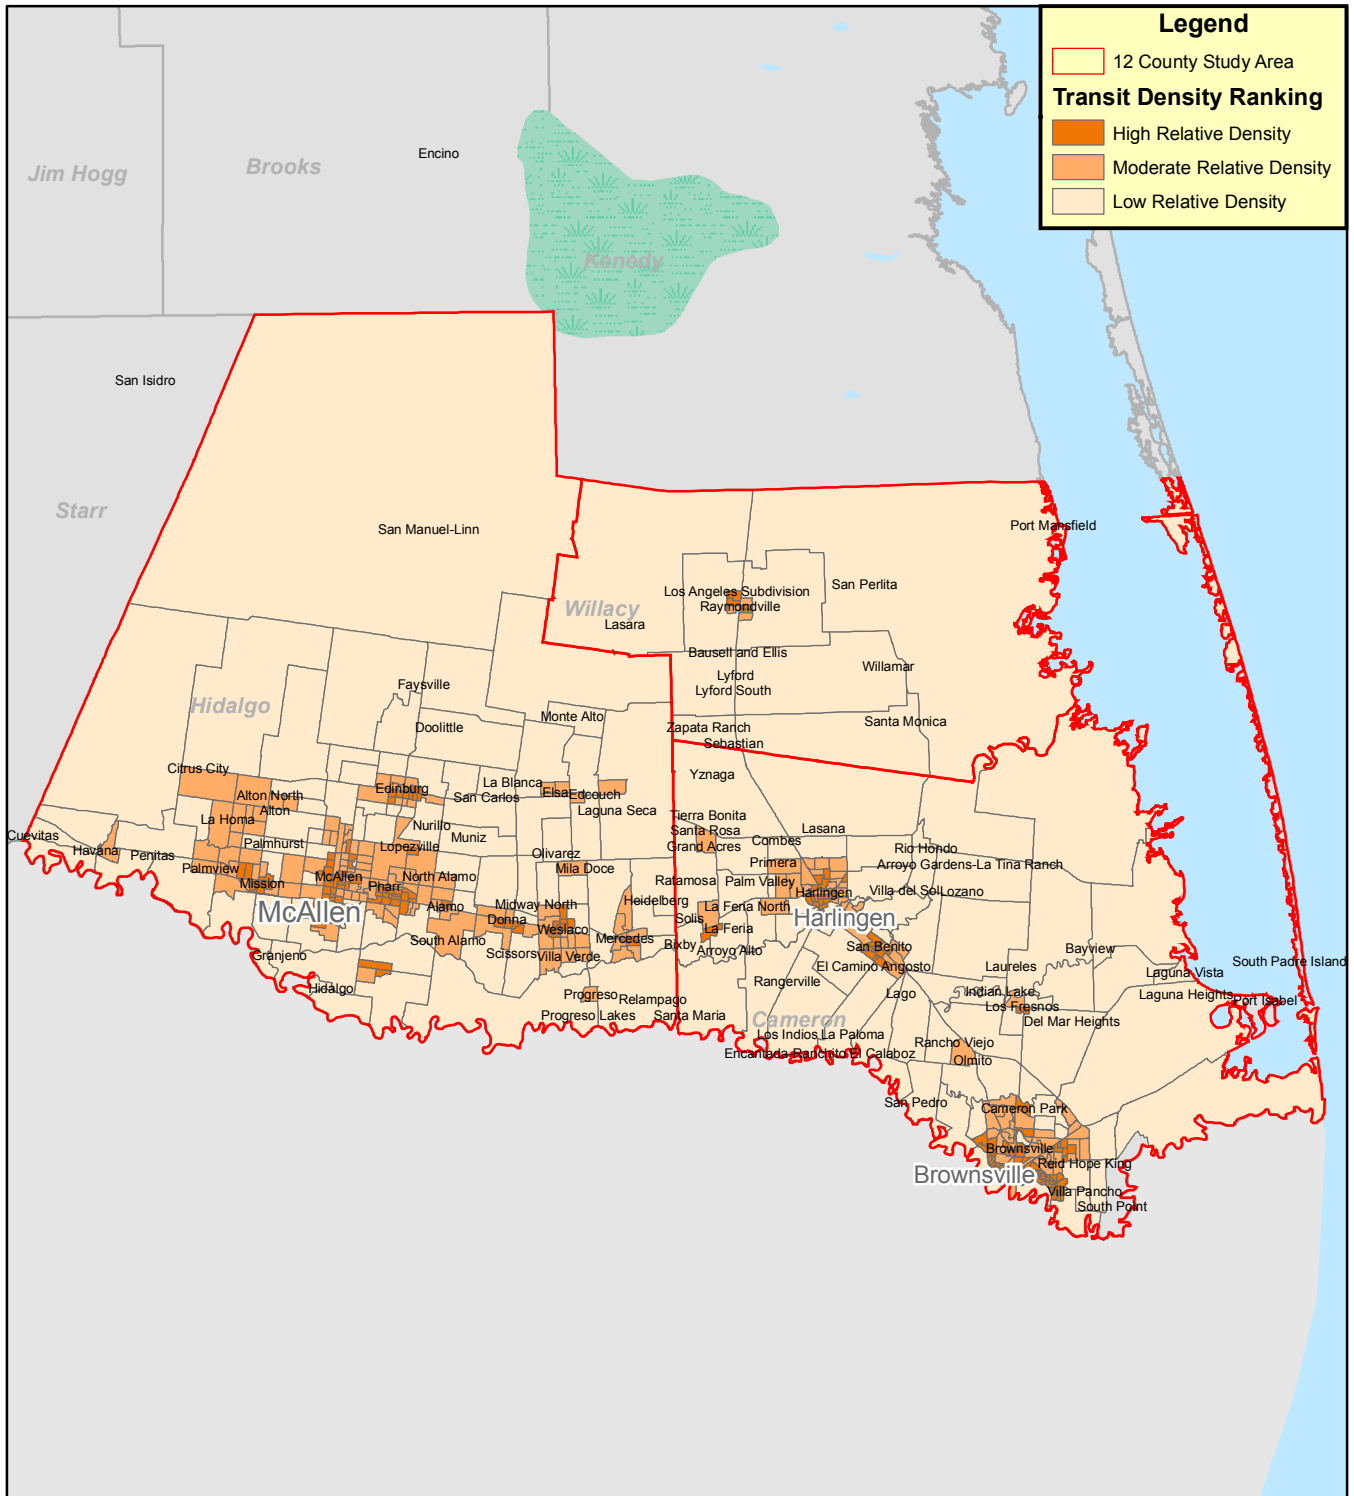 Legend
12 County Study Area
Transit Density Ranking
High Relative Density
Moderate Relative Density
Low Relative Density
Encino
Brooks
Jim Hogg
Kenedy
San Isidro
Starr
San Manuel-Linn
Port Mansfield
Los Angeles Subdivision
San Perlita
Raymondville
Willacy
Lasara
Bausell and Ellis
Willamar
Lyford
Lyford South
Faysville
Hidalgo
Monte Alto
Santa Monica
Doolittle
Zapata Ranch
Sebastian
Citrus City
Yznaga
La Blanca
Edinburg
Elsa
Edcouch
Alton North
San Carlos
Alton
Laguna Seca
Tierra Bonita
La Homa
Nurillo
Santa Rosa
Lasana
Cuevitas
Muniz
Combes
Palmhurst
Lopezville
Grand Acres
Rio Hondo
Havana
Penitas
Olivarez
Primera
Arroyo Gardens-La Tina Ranch
Palmview
Mila Doce
McAllen
North Alamo
Ratamosa
Palm Valley
Mission
Pharr
Harlingen
Villa del Sol
Lozano
Heidelberg
Midway North
Alamo
La Feria North
McAllen
Donna
Solis
Harlingen
Weslaco
La Feria
South Alamo
Mercedes
Bixby
San Benito
Bayview
Scissors
Villa Verde
Arroyo Alto
Granjeno
South Padre Island
El Camino Angosto
Laureles
Laguna Vista
Rangerville
Hidalgo
Progreso
Lago
Indian Lake
Laguna Heights
Relampago
Port Isabel
Los Fresnos
Progreso Lakes
Santa Maria
Cameron
Del Mar Heights
Los Indios
La Paloma
Rancho Viejo
Encantada-Ranchito El Calaboz
Olmito
San Pedro
Cameron Park
Brownsville
Reid Hope King
Brownsville
Villa Pancho
South Point